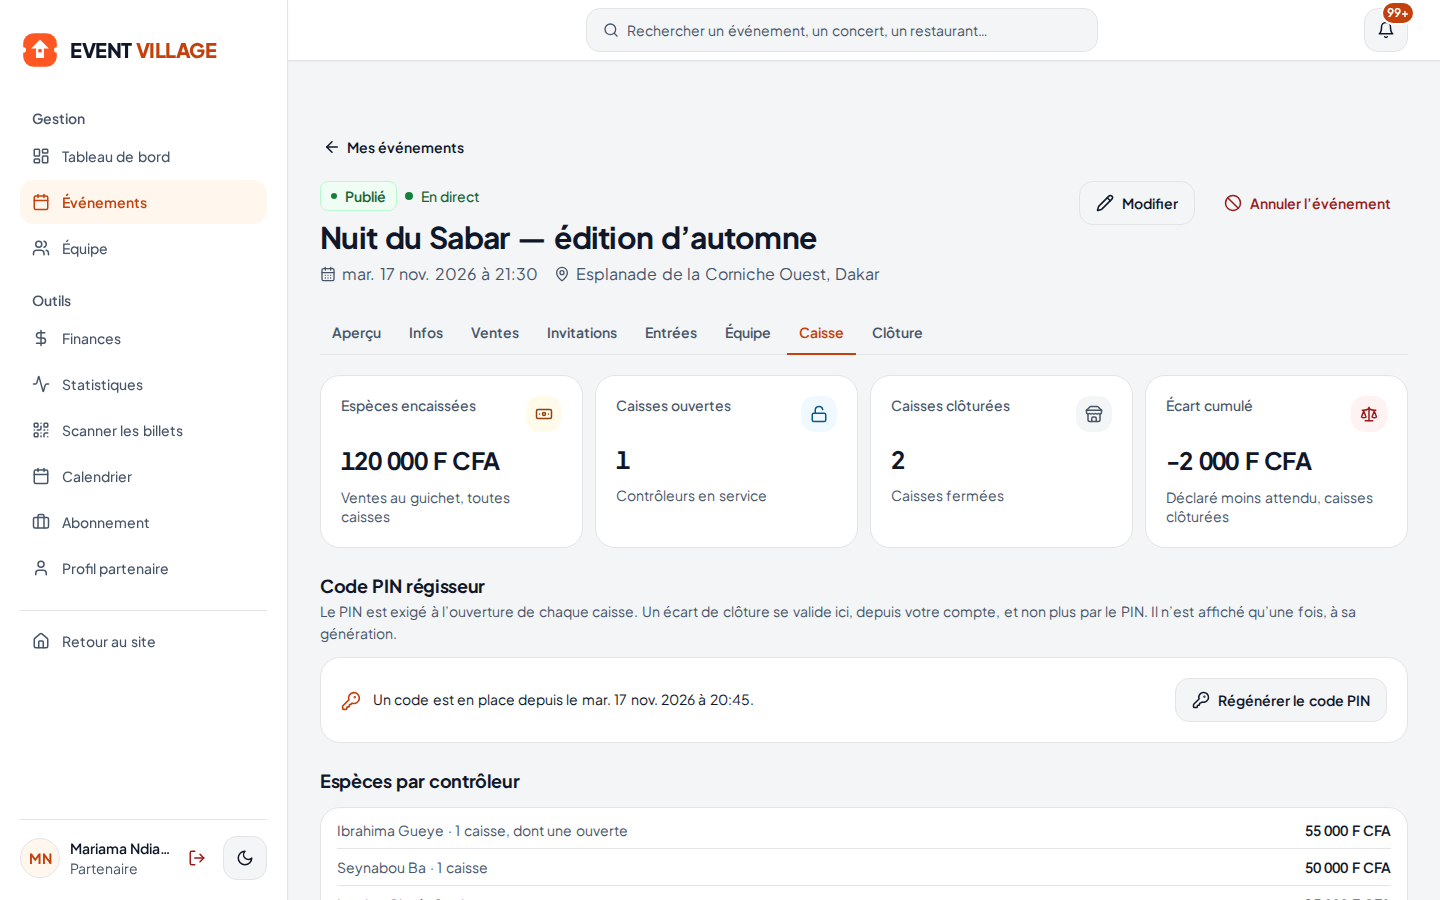 EVENT VILLAGE
Rechercher un événement, un concert, un restaurant...
99+
Gestion
Tableau de bord
Événements
Équipe
Outils
Finances
Statistiques
Scanner les billets
Calendrier
Abonnement
Profil partenaire
Retour au site
MN
Mariama Ndia...
Partenaire
Mes événements
Publié
En direct
Modifier
Annuler l’événement
Nuit du Sabar — édition d’automne
mar. 17 nov. 2026 à 21:30 Esplanade de la Corniche Ouest, Dakar
Aperçu Infos Ventes Invitations Entrées Équipe Caisse Clôture
Espèces encaissées
120 000 F CFA
Ventes au guichet, toutes
caisses
Caisses ouvertes
1
Contrôleurs en service
Caisses clôturées
2
Caisses fermées
Écart cumulé
−2 000 F CFA
Déclaré moins attendu, caisses
clôturées
Code PIN régisseur
Le PIN est exigé à l’ouverture de chaque caisse. Un écart de clôture se valide ici, depuis votre compte, et non plus par le PIN. Il n’est affiché qu’une fois, à sa
génération.
Un code est en place depuis le mar. 17 nov. 2026 à 20:45.
Régénérer le code PIN
Espèces par contrôleur
Ibrahima Gueye · 1 caisse, dont une ouverte 55 000 F CFA
Seynabou Ba · 1 caisse 50 000 F CFA